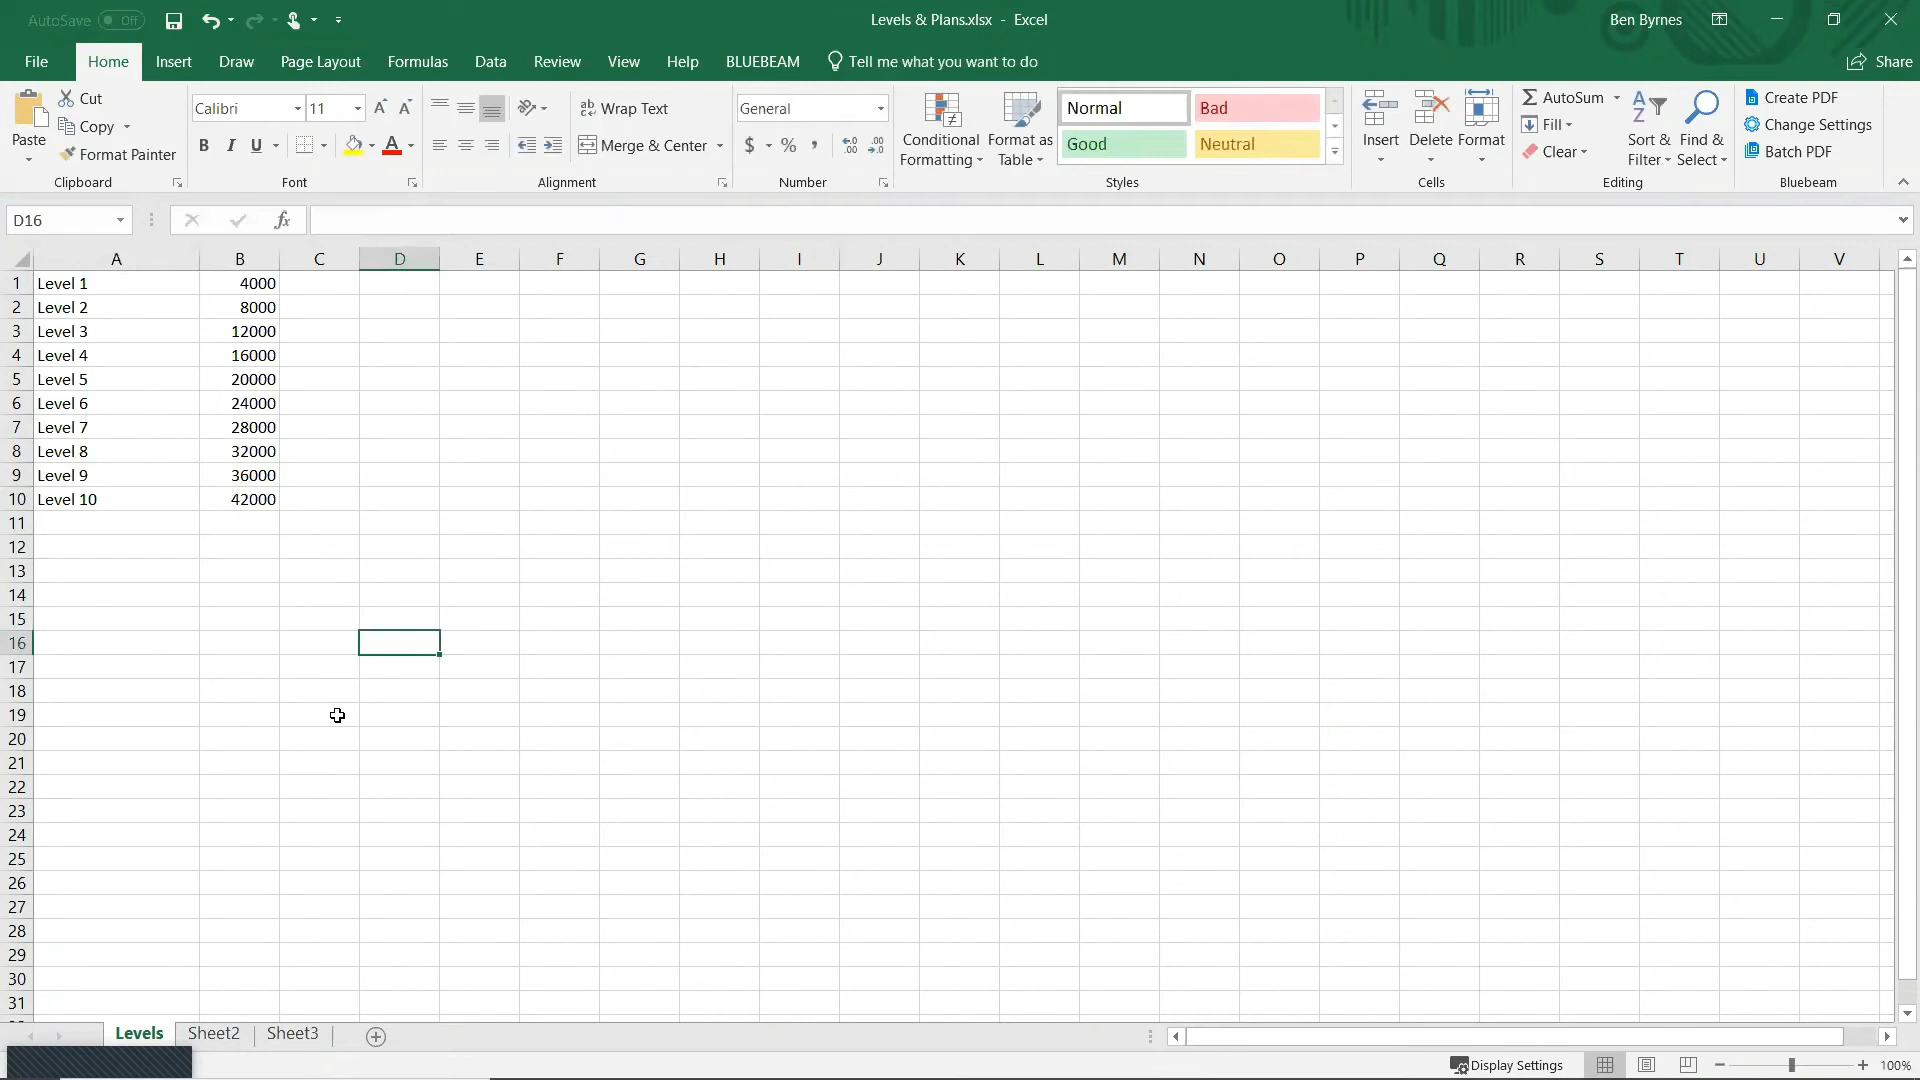 AutoSave Off
Levels & Plans.xlsx - Excel
Ben Byrnes
File Home Insert Draw Page Layout Formulas Data Review View Help BLUEBEAM Tell me what you want to do Share
Paste
Cut
Copy
Format Painter
Clipboard
Calibri 11
B I U A
Font
Wrap Text
Merge & Center
Alignment
General
$ % ,
Number
Conditional
Formatting
Format as
Table
Normal Bad
Good Neutral
Styles
Insert Delete Format
Cells
AutoSum
Fill
Clear
Sort &
Filter
Find &
Select
Editing
Create PDF
Change Settings
Batch PDF
Bluebeam
D16 fx
A B C D E F G H I J K L M N O P Q R S T U V
1 Level 1 4000
2 Level 2 8000
3 Level 3 12000
4 Level 4 16000
5 Level 5 20000
6 Level 6 24000
7 Level 7 28000
8 Level 8 32000
9 Level 9 36000
10 Level 10 42000
11
12
13
14
15
16
17
18
19
20
21
22
23
24
25
26
27
28
29
30
31
Levels Sheet2 Sheet3
Display Settings 100%